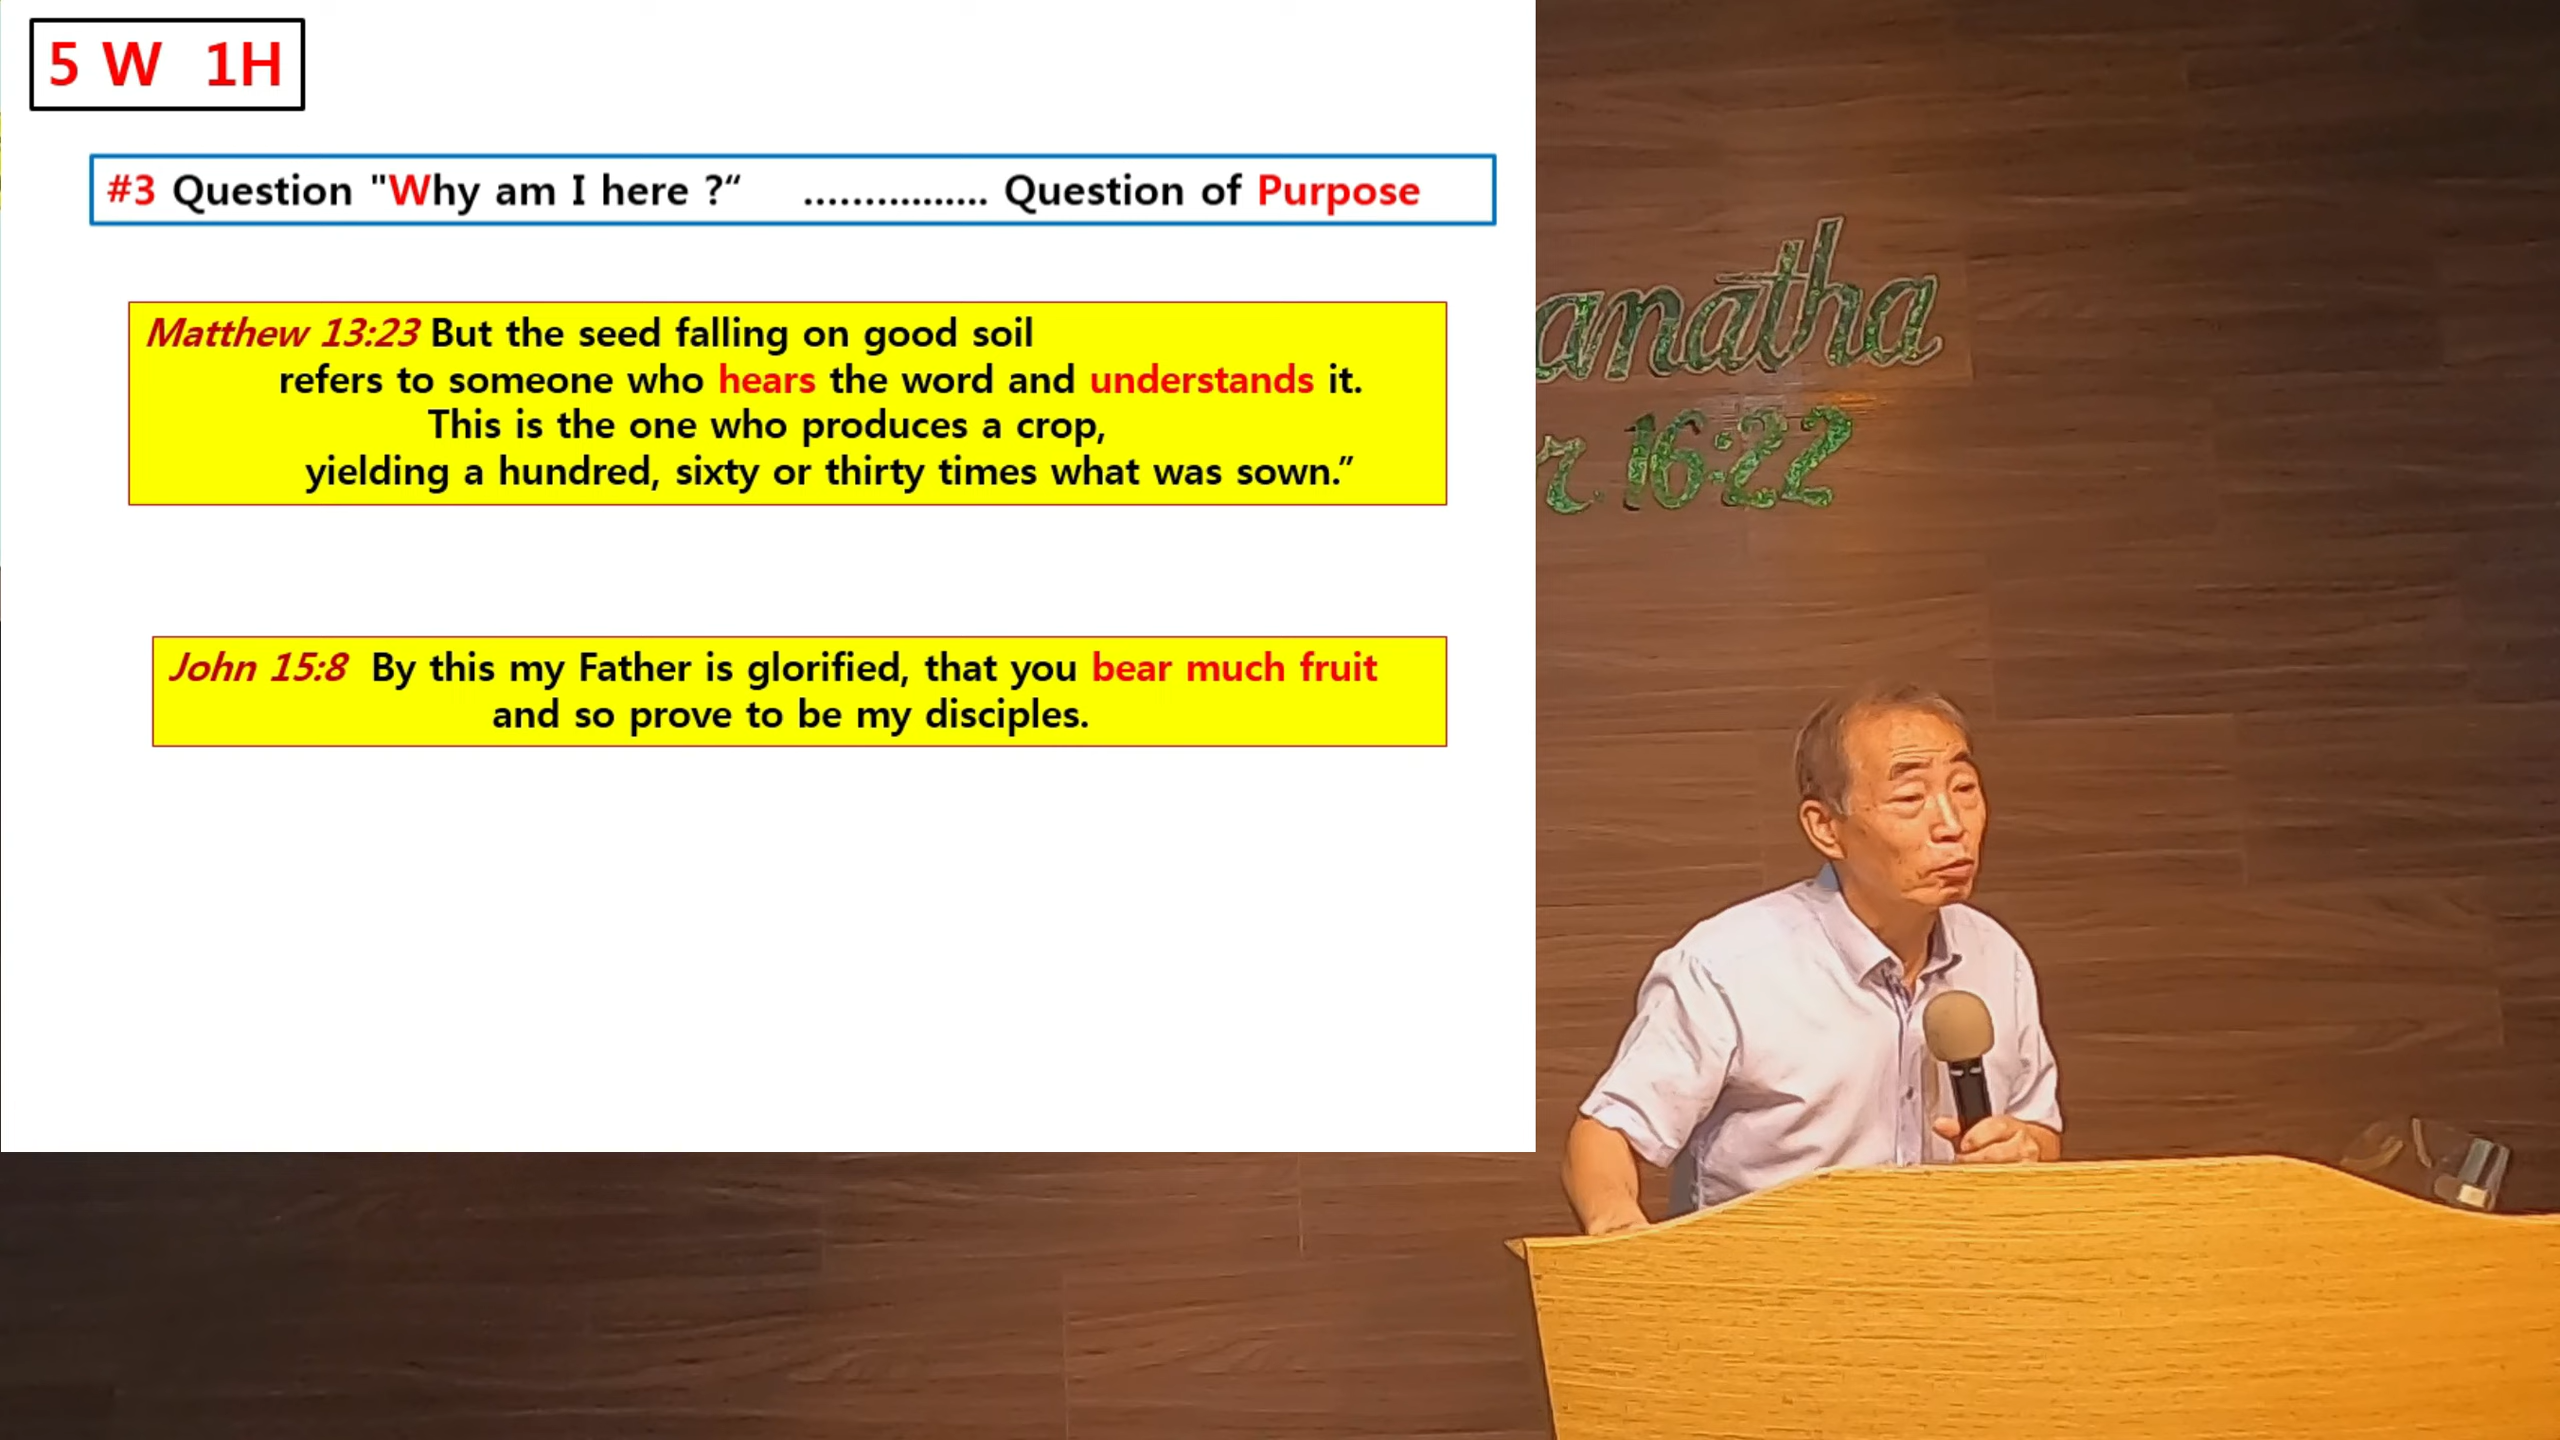 5 W 1H
#3 Question "Why am I here ?“ ................ Question of Purpose
Matthew 13:23 But the seed falling on good soil
refers to someone who hears the word and understands it.
This is the one who produces a crop,
yielding a hundred, sixty or thirty times what was sown.”
John 15:8 By this my Father is glorified, that you bear much fruit
and so prove to be my disciples.
anatha
r. 16:22